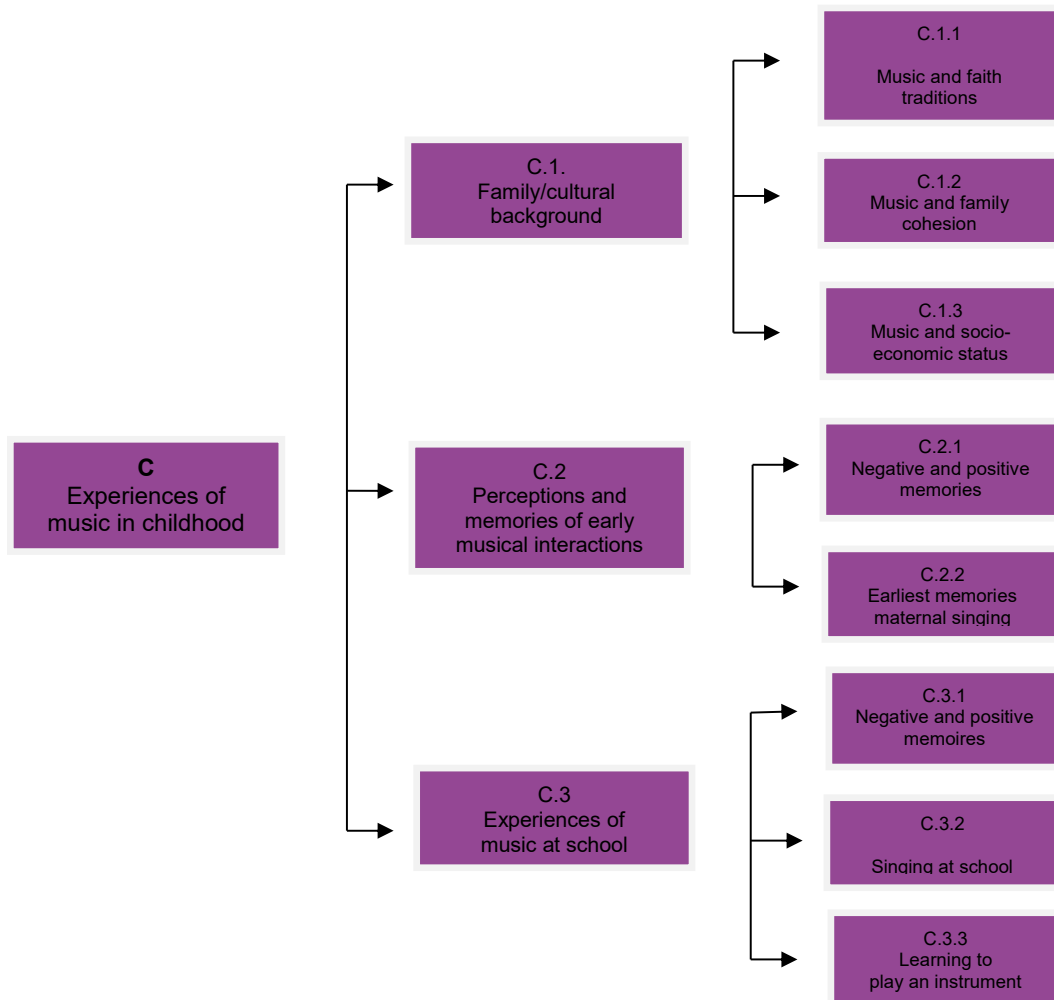 C
Experiences of
music in childhood
C.1.
Family/cultural
background
C.1.1
Music and faith
traditions
C.1.2
Music and family
cohesion
C.1.3
Music and socio-
economic status
C.2
Perceptions and
memories of early
musical interactions
C.2.1
Negative and positive
memories
C.2.2
Earliest memories
maternal singing
C.3
Experiences of
music at school
C.3.1
Negative and positive
memoires
C.3.2
Singing at school
C.3.3
Learning to
play an instrument